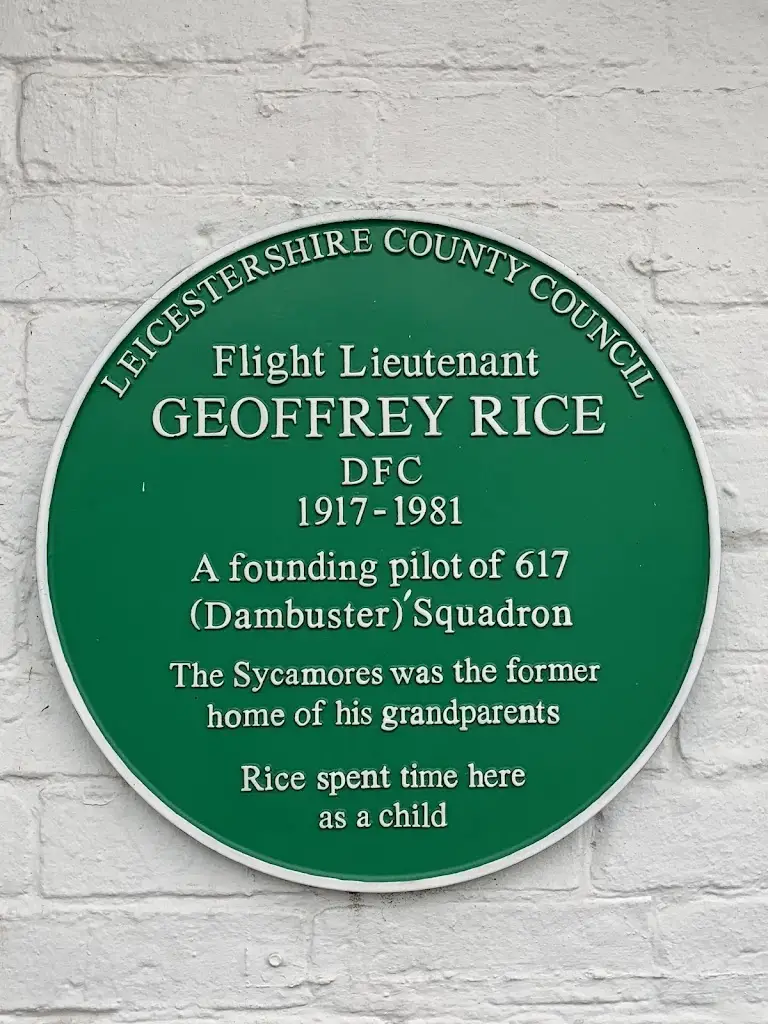 LEICESTERSHIRE COUNTY COUNCIL
Flight Lieutenant
GEOFFREY RICE
DFC
1917-1981
A founding pilot of 617
(Dambuster) Squadron
The Sycamores was the former
home of his grandparents
Rice spent time here
as a child